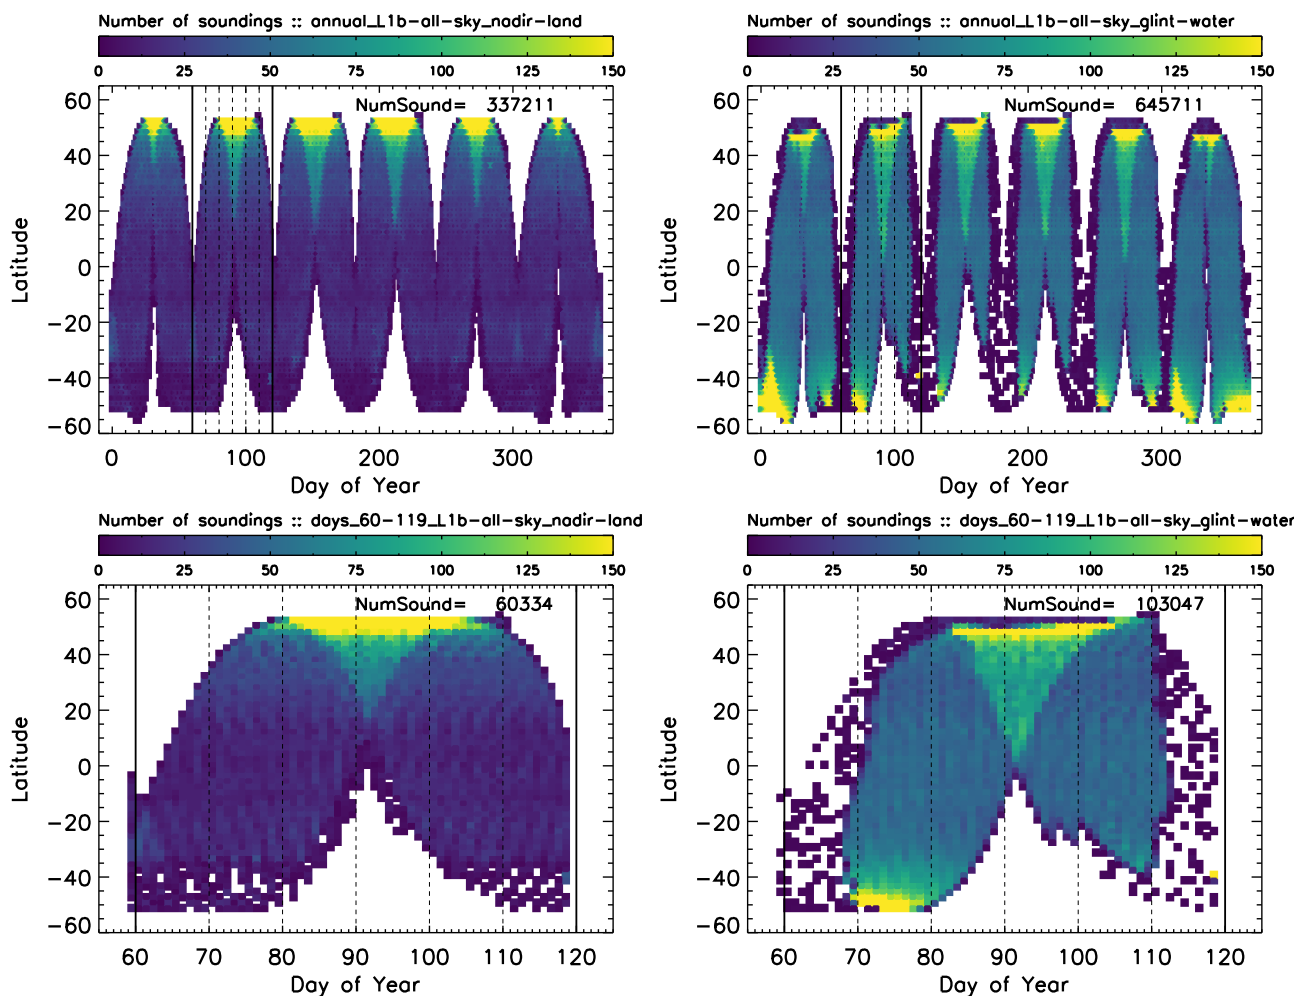 Number of soundings :: annual_L1b-all-sky_nadir-land
0 25 50 75 100 125 150
NumSound= 337211
60
40
20
0
-20
-40
-60
Latitude
0 100 200 300
Day of Year
Number of soundings :: annual_L1b-all-sky_glint-water
0 25 50 75 100 125 150
NumSound= 645711
60
40
20
0
-20
-40
-60
Latitude
0 100 200 300
Day of Year
Number of soundings :: days_60-119_L1b-all-sky_nadir-land
0 25 50 75 100 125 150
NumSound= 60334
60
40
20
0
-20
-40
-60
Latitude
60 70 80 90 100 110 120
Day of Year
Number of soundings :: days_60-119_L1b-all-sky_glint-water
0 25 50 75 100 125 150
NumSound= 103047
60
40
20
0
-20
-40
-60
Latitude
60 70 80 90 100 110 120
Day of Year